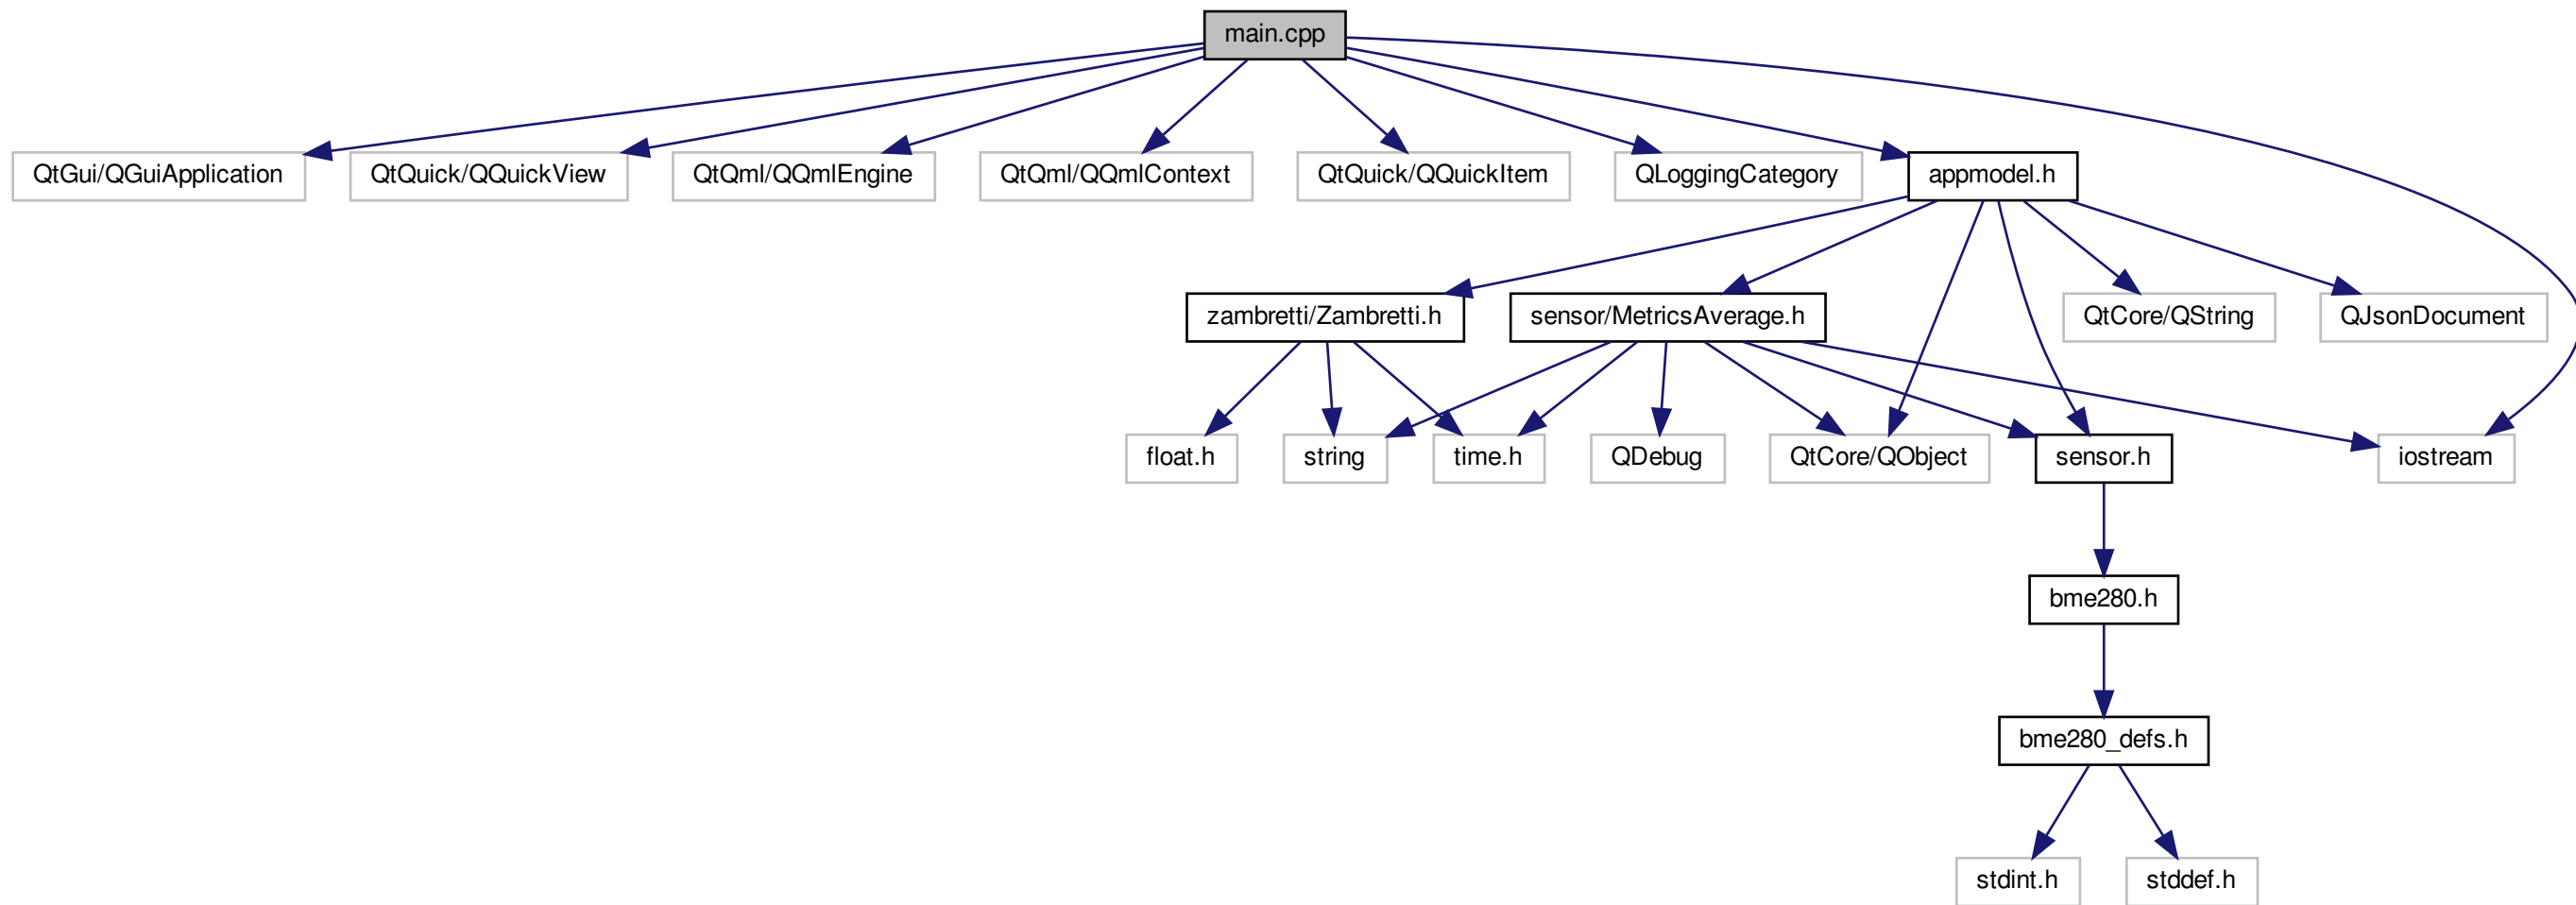 main.cpp
QtGui/QGuiApplication
QtQuick/QQuickView
QtQml/QQmlEngine
QtQml/QQmlContext
QtQuick/QQuickItem
QLoggingCategory
appmodel.h
zambretti/Zambretti.h
sensor/MetricsAverage.h
QtCore/QString
QJsonDocument
float.h
string
time.h
QDebug
QtCore/QObject
sensor.h
iostream
bme280.h
bme280_defs.h
stdint.h
stddef.h